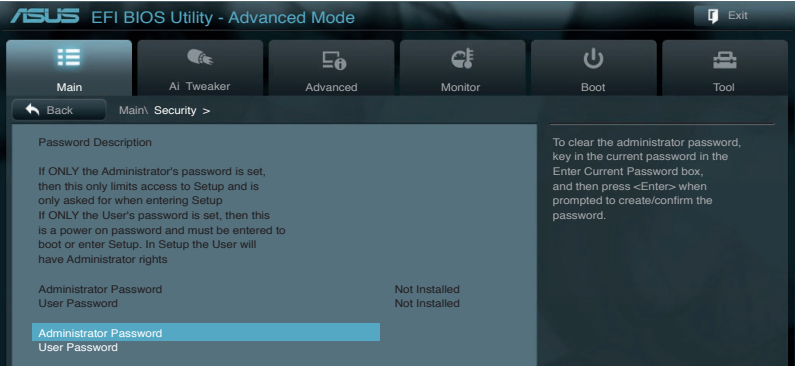 ASUS EFI BIOS Utility - Advanced Mode
Exit
Main
Ai Tweaker
Advanced
Monitor
Boot
Tool
Back
Main\ Security >
Password Description
If ONLY the Administrator's password is set,
then this only limits access to Setup and is
only asked for when entering Setup
If ONLY the User's password is set, then this
is a power on password and must be entered to
boot or enter Setup. In Setup the User will
have Administrator rights
Administrator Password Not Installed
User Password Not Installed
Administrator Password
User Password
To clear the administrator password,
key in the current password in the
Enter Current Password box,
and then press <Enter> when
prompted to create/confirm the
password.